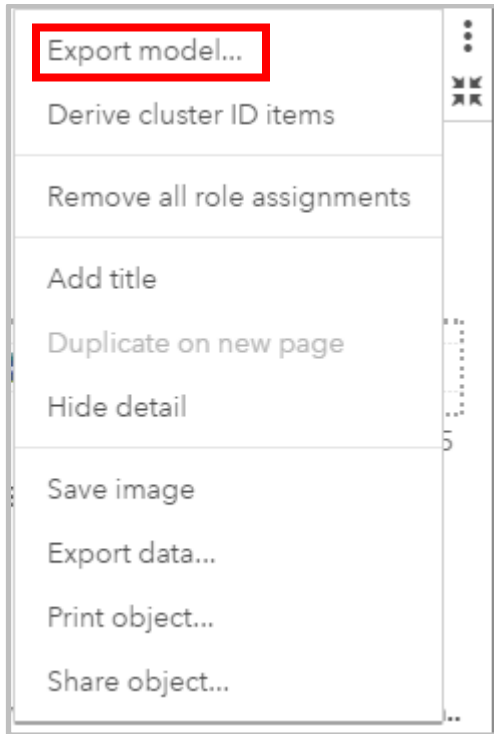 Export model...
Derive cluster ID items
Remove all role assignments
Add title
Duplicate on new page
Hide detail
5
Save image
Export data...
Print object...
Share object...